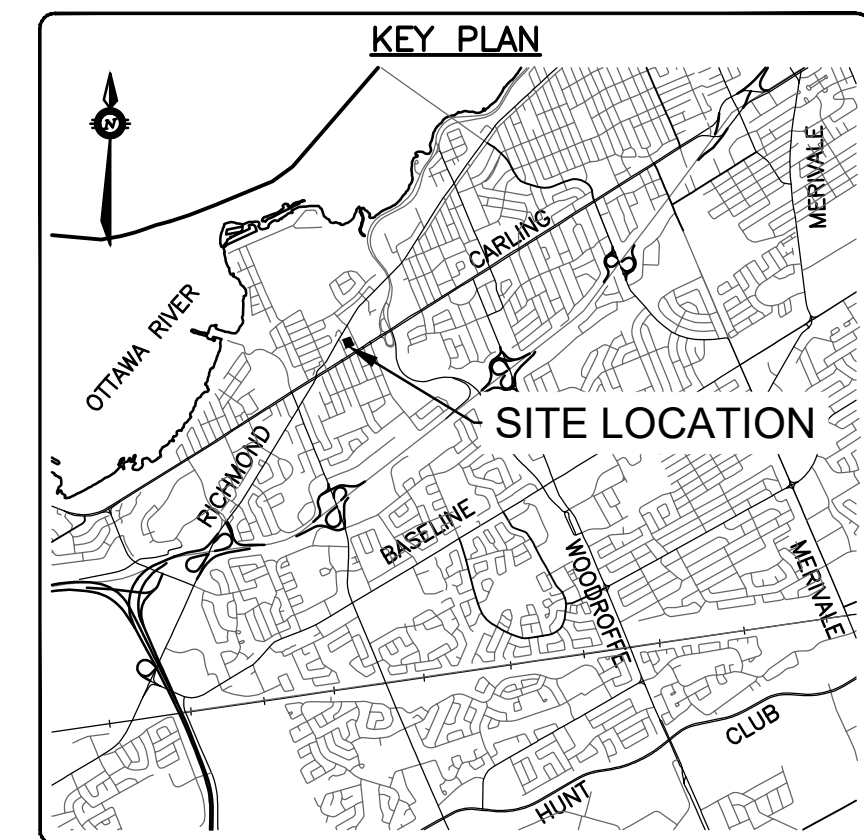 KEY PLAN
N
MERIVALE
CARLING
OTTAWA RIVER
SITE LOCATION
RICHMOND
BASELINE
WOODROFFE
MERIVALE
HUNT CLUB